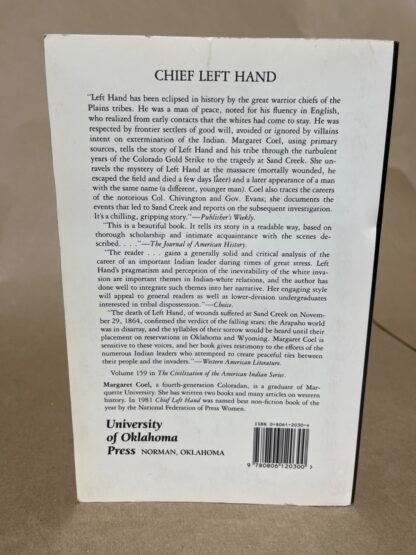 CHIEF LEFT HAND
"Left Hand has been eclipsed in history by the great warrior chiefs of the
Plains tribes. He was a man of peace, noted for his fluency in English,
who realized from early contacts that the whites had come to stay. He was
respected by frontier settlers of good will, avoided or ignored by villains
intent on extermination of the Indian. Margaret Coel, using primary
sources, tells the story of Left Hand and his tribe through the turbulent
years of the Colorado Gold Strike to the tragedy at Sand Creek. She un-
ravels the mystery of Left Hand at the massacre (mortally wounded, he
escaped the field and died a few days later) and a later appearance of a man
with the same name (a different, younger man). Coel also traces the careers
of the notorious Col. Chivington and Gov. Evans; she documents the
events that led to Sand Creek and reports on the subsequent investigation.
It's a chilling, gripping story."—Publisher's Weekly.
"This is a beautiful book. It tells its story in a readable way, based on
thorough scholarship and intimate acquaintance with the scenes de-
scribed. . . ."—The Journal of American History.
"The reader . . . gains a generally solid and critical analysis of the
career of an important Indian leader during times of great stress. Left
Hand's pragmatism and perception of the inevitability of the white inva-
sion are important themes in Indian-white relations, and the author has
done well to integrate such themes into her narrative. Her engaging style
will appeal to general readers as well as lower-division undergraduates
interested in tribal dispossession."—Choice.
"The death of Left Hand, of wounds suffered at Sand Creek on Novem-
ber 29, 1864, confirmed the verdict of the falling stars: the Arapaho world
was in disarray, and the syllables of their sorrow would be heard until their
placement on reservations in Oklahoma and Wyoming. Margaret Coel is
sensitive to these voices, and her book gives testimony to the efforts of the
numerous Indian leaders who attempted to create peaceful ties between
their people and the invaders."—Western American Literature.
Volume 159 in The Civilization of the American Indian Series.
Margaret Coel, a fourth-generation Coloradan, is a graduate of Mar-
quette University. She has written two books and many articles on western
history. In 1981 Chief Left Hand was named best non-fiction book of the
year by the National Federation of Press Women.
University
of Oklahoma
Press NORMAN, OKLAHOMA
ISBN 0-8061-2030-6
9 780806 120300 >